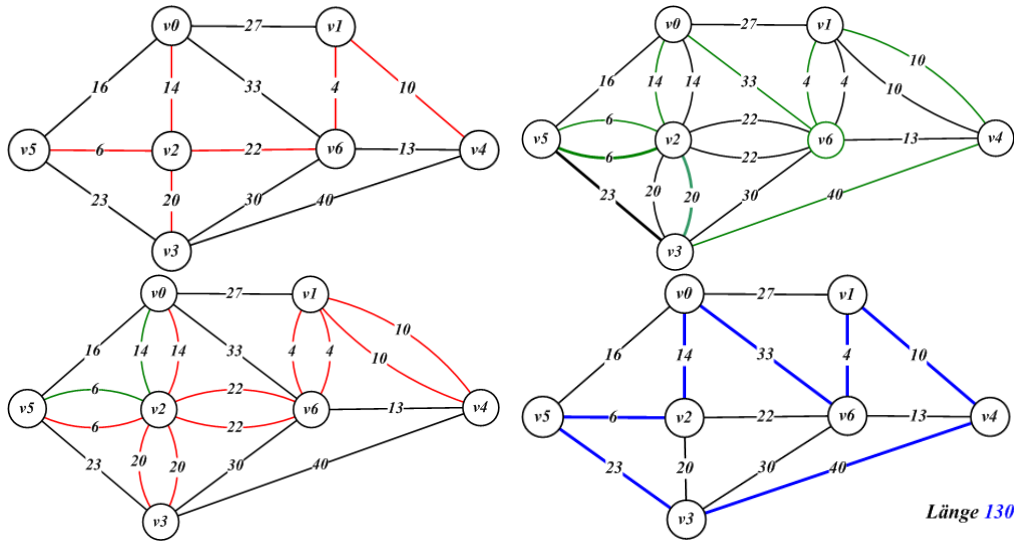 v0 27 v1
16 14 33 4 10
v5 6 v2 22 v6 13 v4
23 20 30 40
v3
v0 27 v1
16 14 14 33 4 4 10 10
v5 6 6 v2 22 22 v6 13 v4
23 20 20 30 40
v3
v0 27 v1
16 14 14 33 4 4 10 10
v5 6 6 v2 22 22 v6 13 v4
23 20 20 30 40
v3
v0 27 v1
16 14 33 4 10
v5 6 v2 22 v6 13 v4
23 20 30 40
v3
Länge 130